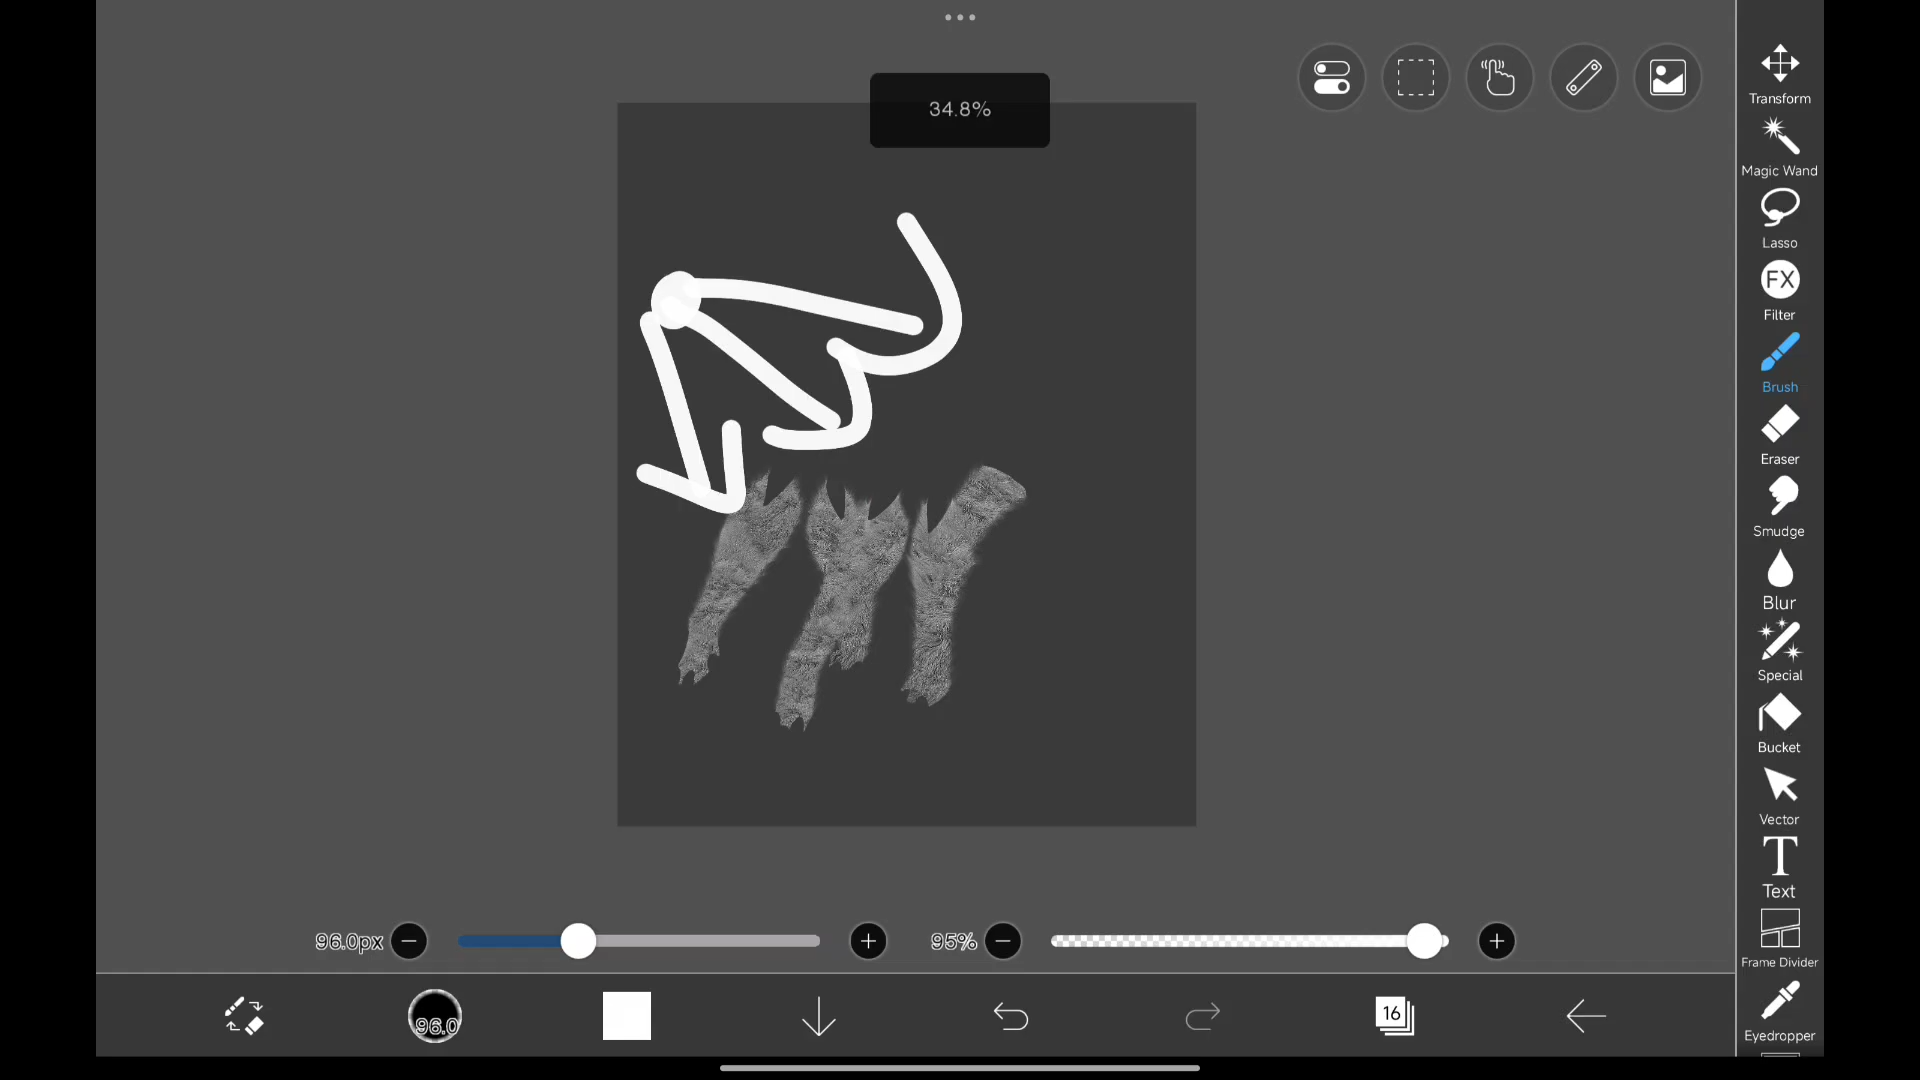 34.8%
Transform
Magic Wand
Lasso
FX
Filter
Brush
Eraser
Smudge
Blur
Special
Bucket
Vector
T
Text
Frame Divider
Eyedropper
96.0px
95%
96.0
16